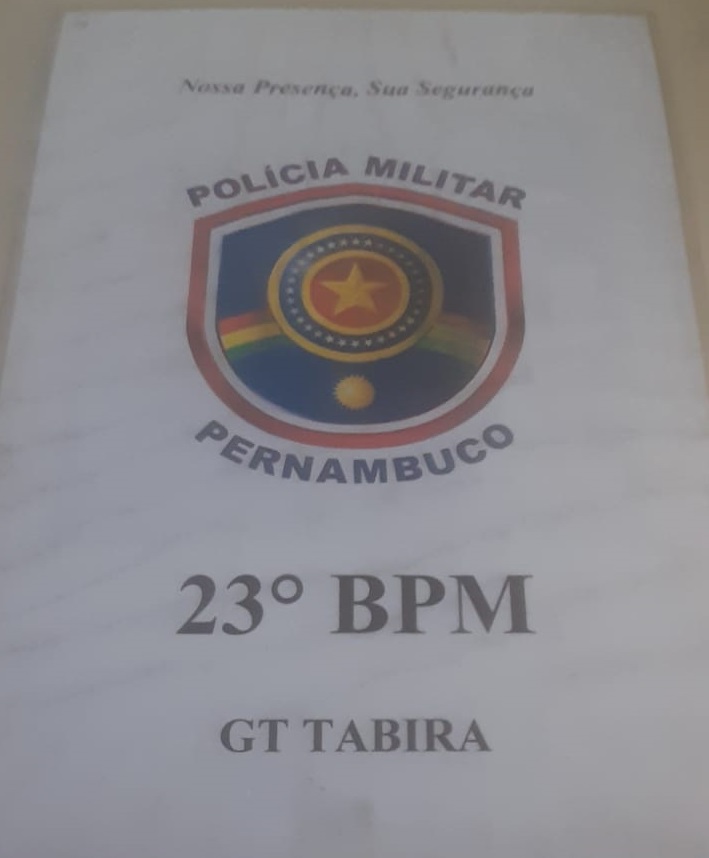 Nossa Presença, Sua Segurança
POLÍCIA MILITAR
PERNAMBUCO
23° BPM
GT TABIRA